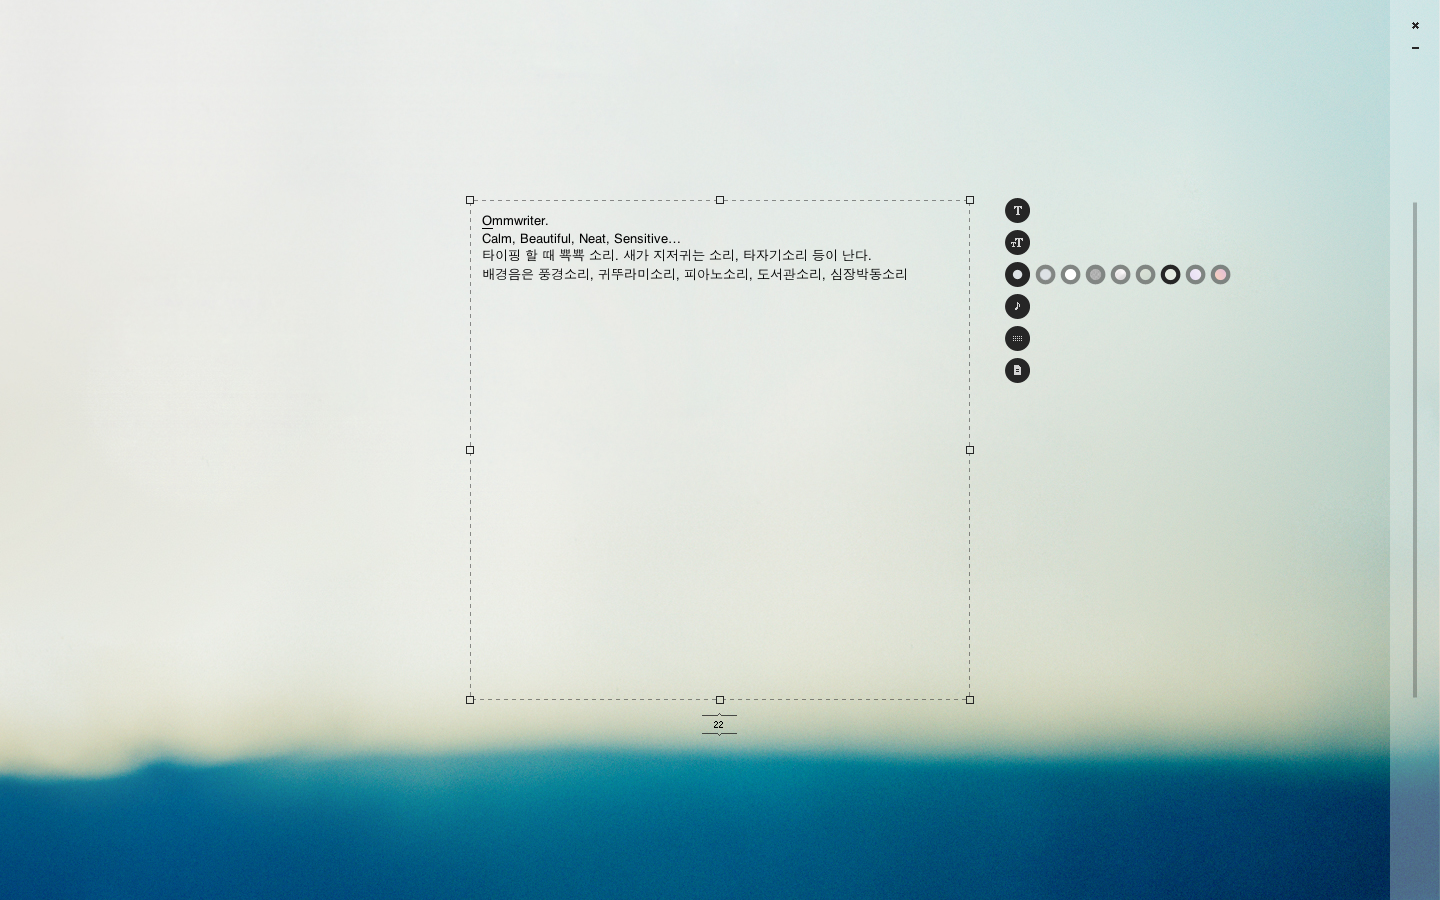 Ommwriter.
Calm, Beautiful, Neat, Sensitive...
타이핑 할 때 뽁뽁 소리. 새가 지저귀는 소리, 타자기소리 등이 난다.
배경음은 풍경소리, 귀뚜라미소리, 피아노소리, 도서관소리, 심장박동소리
T
TT
22